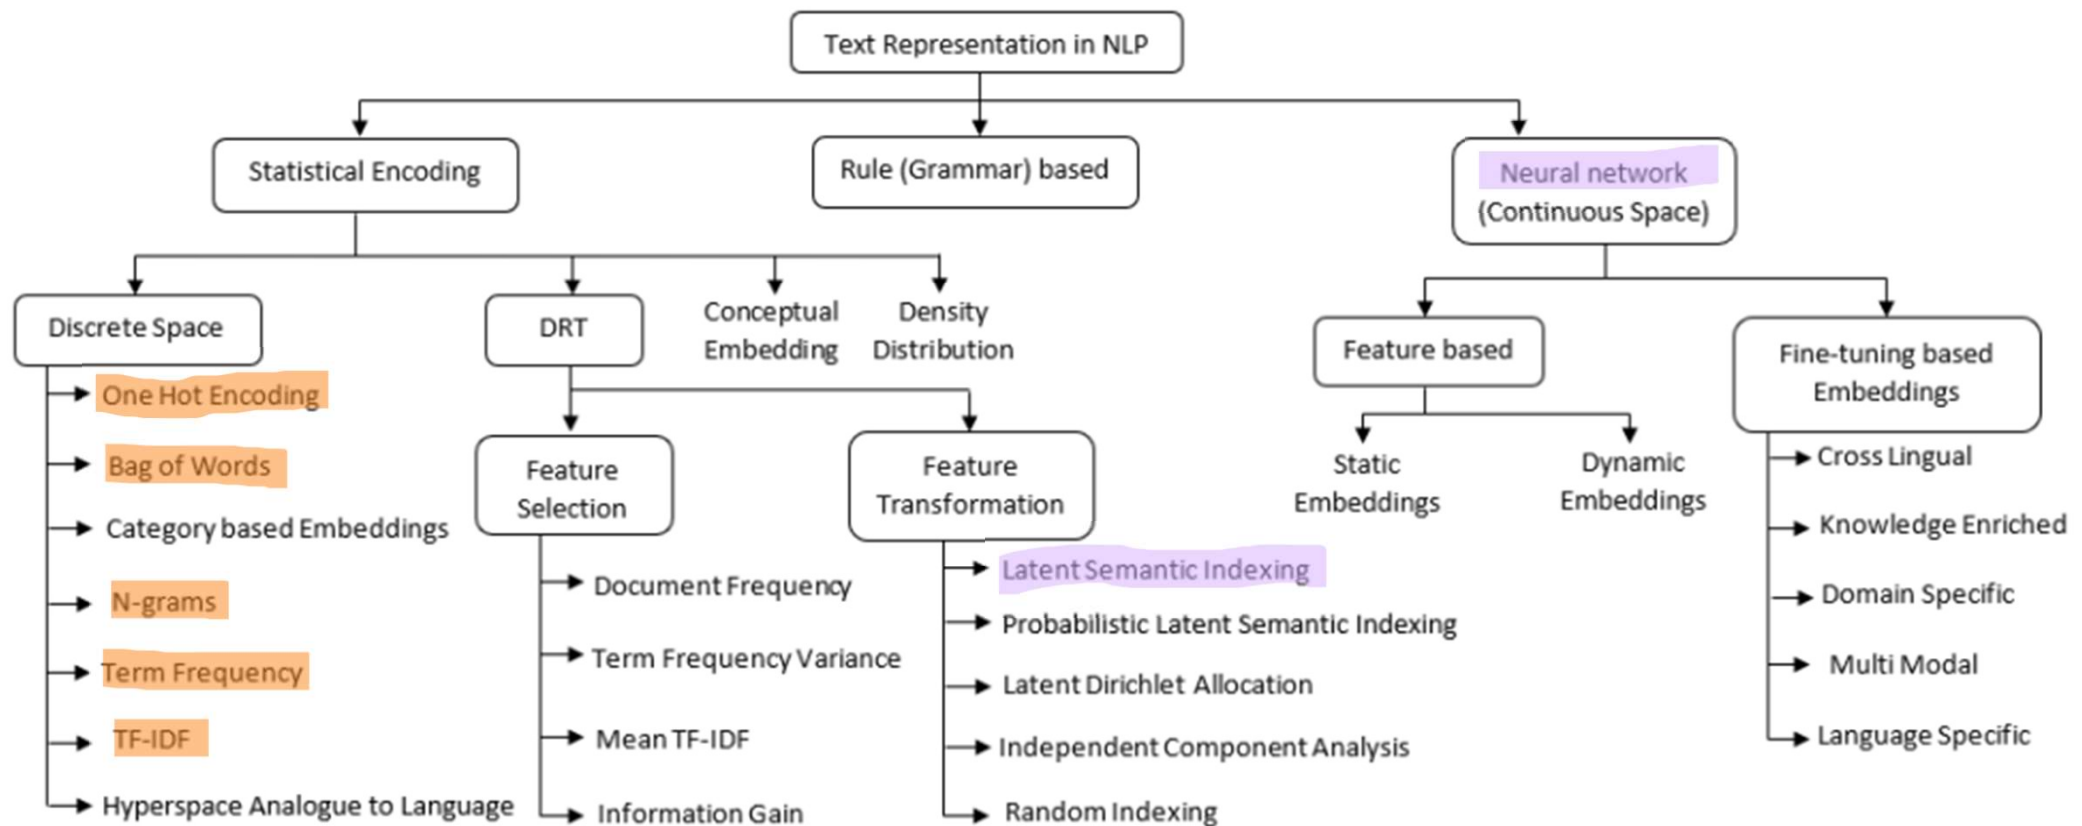 Text Representation in NLP
Statistical Encoding
Rule (Grammar) based
Neural network
(Continuous Space)
Discrete Space
DRT
Conceptual
Embedding
Density
Distribution
Feature based
Fine-tuning based
Embeddings
One Hot Encoding
Bag of Words
Category based Embeddings
N-grams
Term Frequency
TF-IDF
Hyperspace Analogue to Language
Feature
Selection
Document Frequency
Term Frequency Variance
Mean TF-IDF
Information Gain
Feature
Transformation
Latent Semantic Indexing
Probabilistic Latent Semantic Indexing
Latent Dirichlet Allocation
Independent Component Analysis
Random Indexing
Static
Embeddings
Dynamic
Embeddings
Cross Lingual
Knowledge Enriched
Domain Specific
Multi Modal
Language Specific